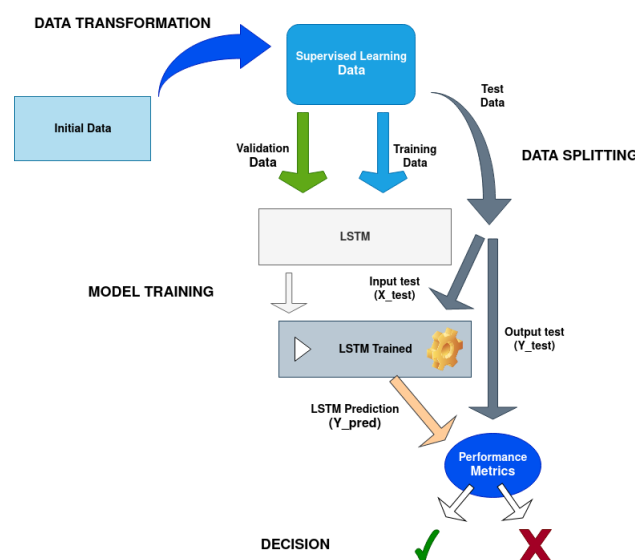 DATA TRANSFORMATION
Supervised Learning
Data
Initial Data
Test
Data
Validation
Data
Training
Data
DATA SPLITTING
LSTM
MODEL TRAINING
Input test
(X_test)
LSTM Trained
Output test
(Y_test)
LSTM Prediction
(Y_pred)
Performance
Metrics
DECISION